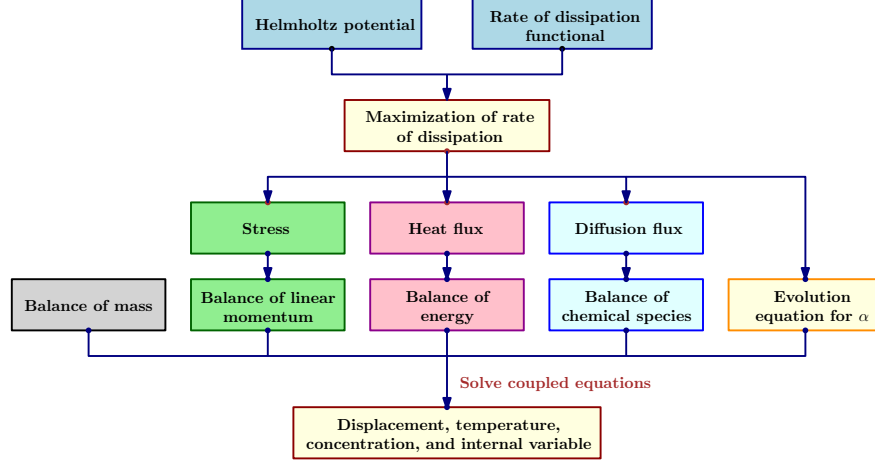 Helmholtz potential
Rate of dissipation
functional
Maximization of rate
of dissipation
Stress
Heat flux
Diffusion flux
Balance of mass
Balance of linear
momentum
Balance of
energy
Balance of
chemical species
Evolution
equation for α
Solve coupled equations
Displacement, temperature,
concentration, and internal variable